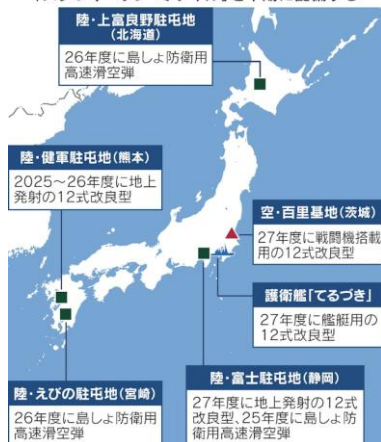 陸・上富良野駐屯地
(北海道)
26年度に島しょ防衛用
高速滑空弾
陸・健軍駐屯地(熊本)
2025～26年度に地上
発射の12式改良型
空・百里基地(茨城)
27年度に戦闘機搭載
用の12式改良型
護衛艦「てるづき」
27年度に艦艇用の
12式改良型
陸・えびの駐屯地(宮崎)
26年度に島しょ防衛用
高速滑空弾
陸・富士駐屯地(静岡)
27年度に地上発射の12式
改良型、25年度に島しょ防
衛用高速滑空弾